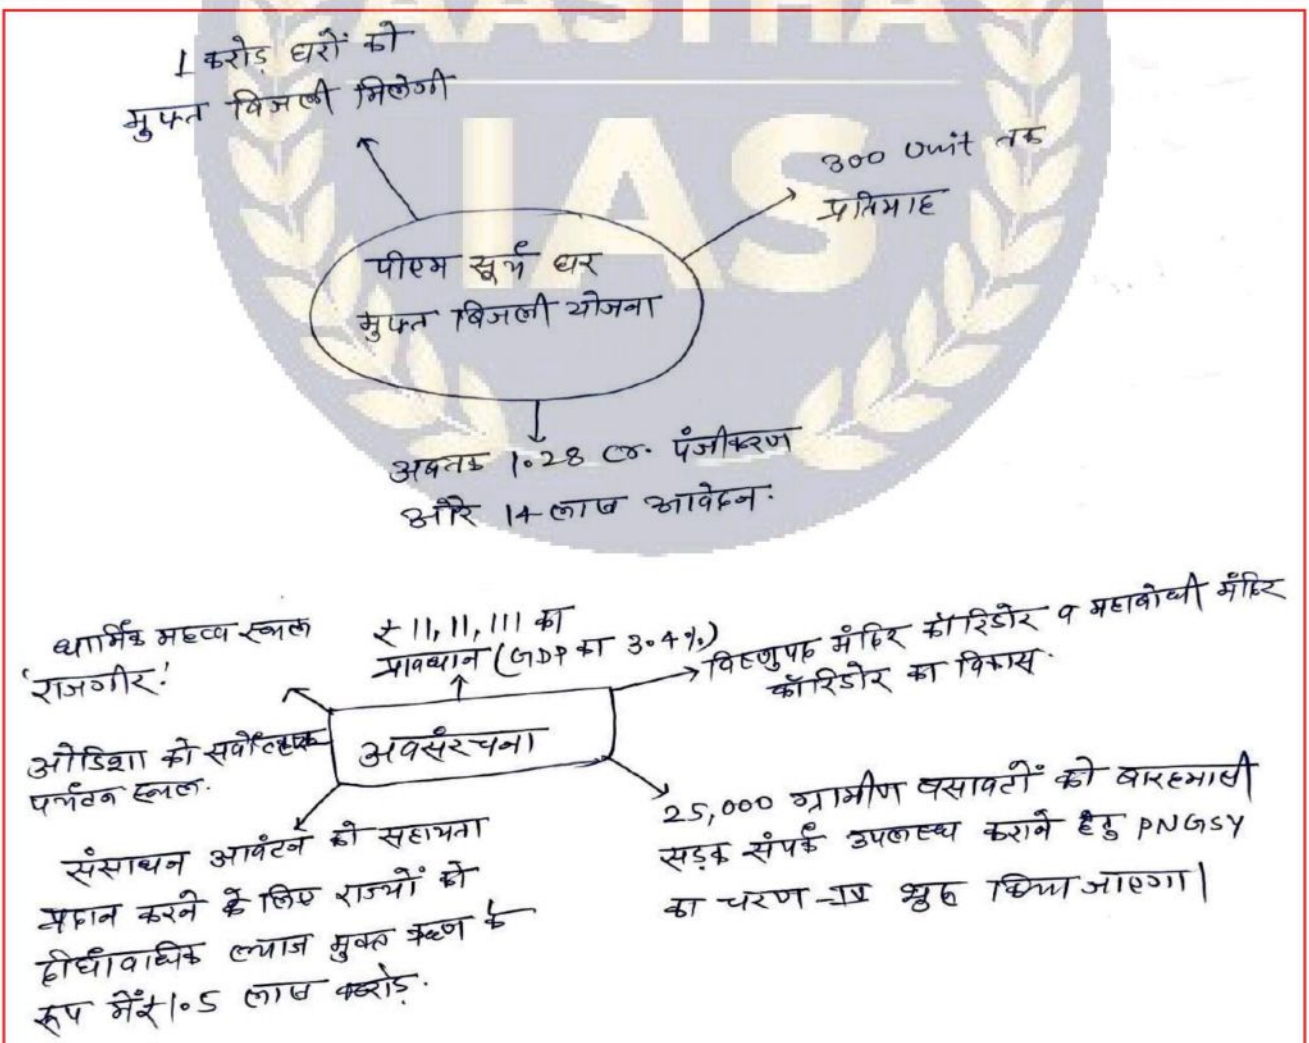 AASTHA
IAS
1 करोड़ घरों को
मुफ्त बिजली मिलेगी
300 Unit तक
प्रतिमाह
पीएम सूर्य घर
मुफ्त बिजली योजना
अबतक 1.28 Cr. पंजीकरण
और 14 लाख आवेदन.
धार्मिक महत्व स्थल
'राजगीर'
₹ 11,11,111 का
प्रावधान (GDP का 3.4%)
विष्णुपद मंदिर कॉरिडोर व महाबोधी मंदिर
कॉरिडोर का विकास.
अवसंरचना
ओडिशा को
पर्यटन स्थल.
संसाधन आवंटन को सहायता
प्रदान करने के लिए राज्यों को
दीर्घावधिक ब्याज मुक्त ऋण के
रूप में ₹1.5 लाख करोड़.
25,000 ग्रामीण बसावटों को बारहमासी
सड़क संपर्क उपलब्ध कराने हेतु PNGSY
का चरण-IV शुरू किया जाएगा।